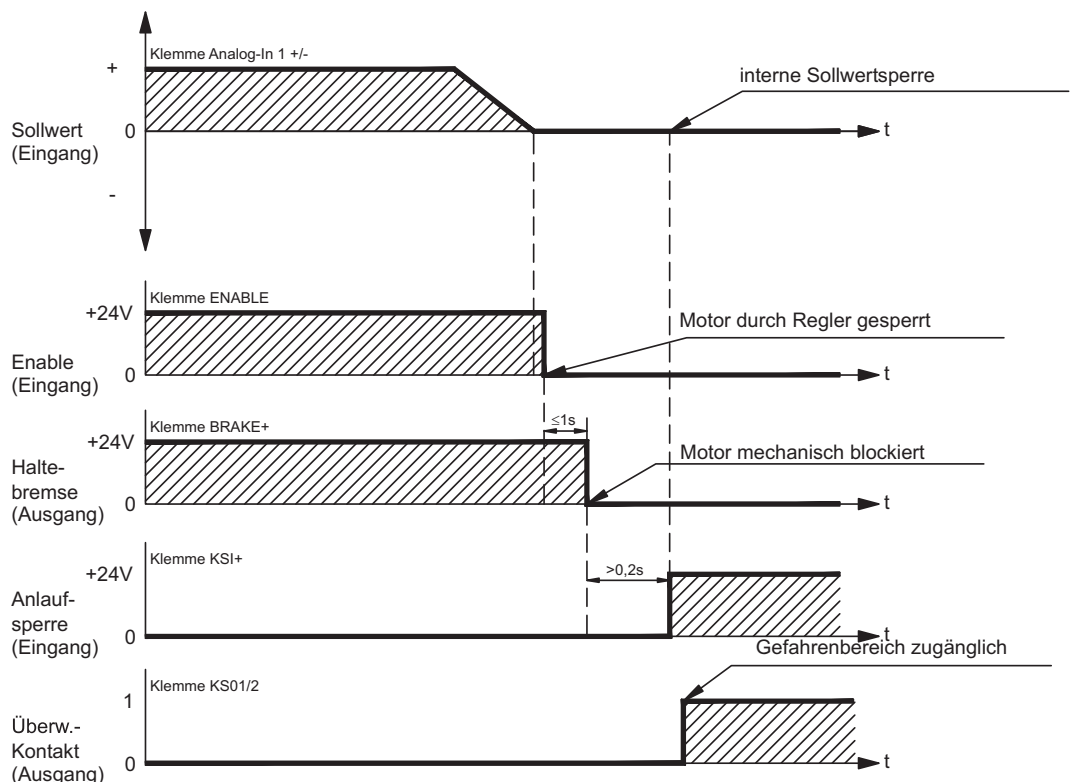 Klemme Analog-In 1 +/-
+
interne Sollwertsperre
Sollwert
(Eingang)
0
t
-
Klemme ENABLE
+24V
Motor durch Regler gesperrt
Enable
(Eingang)
0
t
Klemme BRAKE+
≤1s
+24V
Motor mechanisch blockiert
Halte-
bremse
(Ausgang)
0
t
Klemme KSI+
+24V
>0,2s
Anlauf-
sperre
(Eingang)
0
t
Gefahrenbereich zugänglich
Klemme KS01/2
1
Überw.-
Kontakt
(Ausgang)
0
t